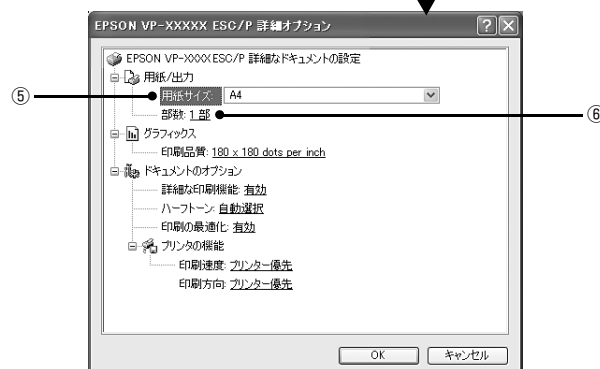 EPSON VP-XXXXX ESC/P 詳細オプション
EPSON VP-XXXXESC/P 詳細なドキュメントの設定
用紙/出力
⑤ 用紙サイズ: A4
部数: 1 部 ⑥
グラフィックス
印刷品質: 180 x 180 dots per inch
ドキュメントのオプション
詳細な印刷機能: 有効
ハーフトーン: 自動選択
印刷の最適化: 有効
プリンタの機能
印刷速度: プリンター優先
印刷方向: プリンター優先
OK キャンセル